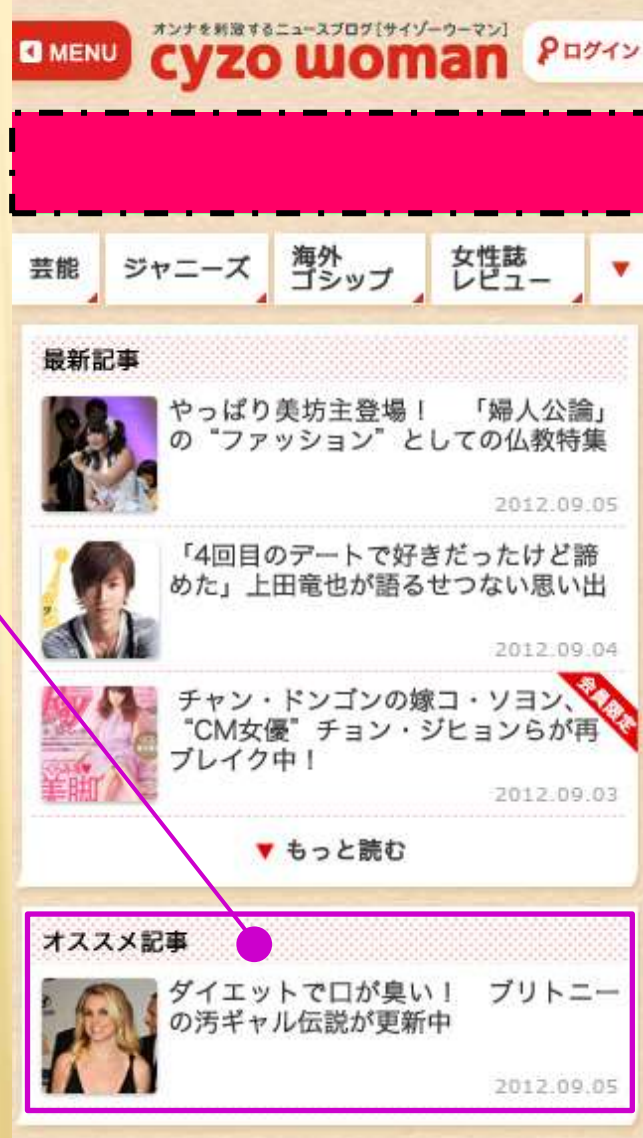 オンナを刺激するニュースブログ[サイゾーウーマン]
MENU
cyzo woman
ログイン
芸能
ジャニーズ
海外
ゴシップ
女性誌
レビュー
▼
最新記事
やっぱり美坊主登場！　「婦人公論」
の“ファッション”としての仏教特集
2012.09.05
「4回目のデートで好きだったけど諦
めた」上田竜也が語るせつない思い出
2012.09.04
チャン・ドンゴンの嫁コ・ソヨン、
会員限定
“CM女優”チョン・ジヒョンらが再
ブレイク中！
美脚
2012.09.03
▼ もっと読む
オススメ記事
ダイエットで口が臭い！　ブリトニー
の汚ギャル伝説が更新中
2012.09.05